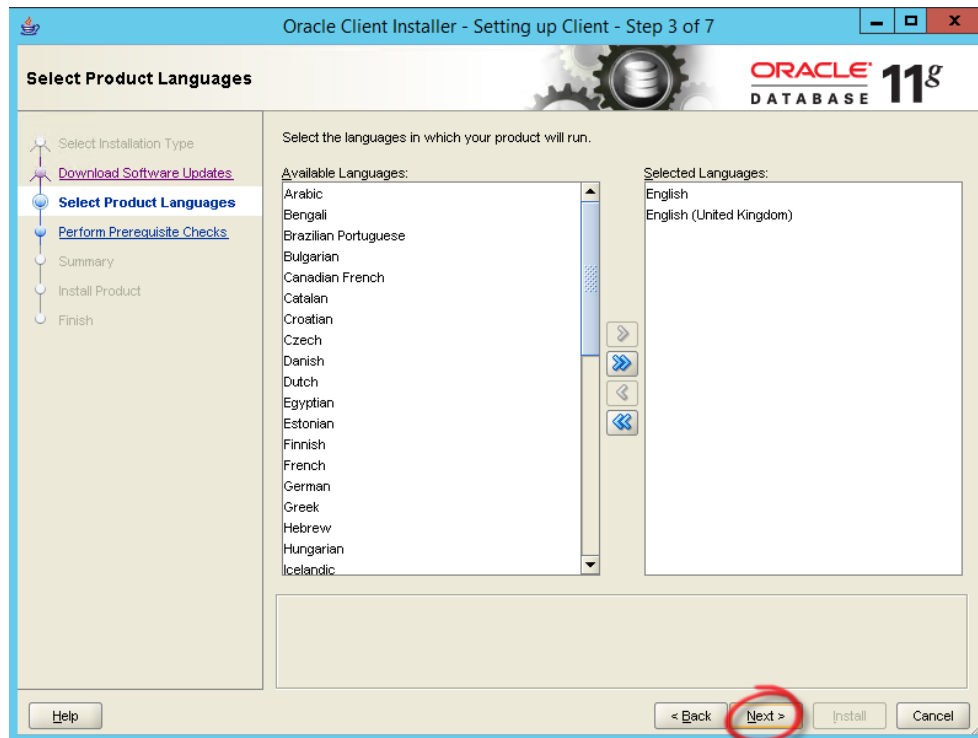 Oracle Client Installer - Setting up Client - Step 3 of 7
Select Product Languages
ORACLE
DATABASE
11g
Select Installation Type
Download Software Updates
Select Product Languages
Perform Prerequisite Checks
Summary
Install Product
Finish
Select the languages in which your product will run.
Available Languages:
Arabic
Bengali
Brazilian Portuguese
Bulgarian
Canadian French
Catalan
Croatian
Czech
Danish
Dutch
Egyptian
Estonian
Finnish
French
German
Greek
Hebrew
Hungarian
Icelandic
Selected Languages:
English
English (United Kingdom)
Help
< Back
Next >
Install
Cancel